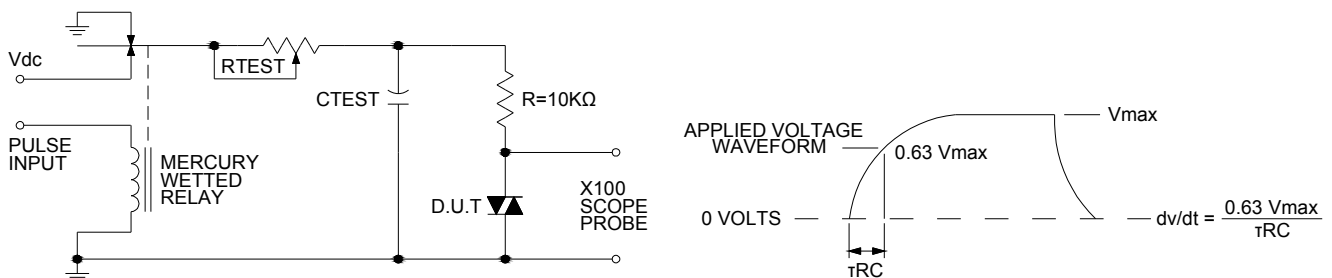 Vdc
RTEST
CTEST
R=10KΩ
PULSE
INPUT
MERCURY
WETTED
RELAY
D.U.T
X100
SCOPE
PROBE
APPLIED VOLTAGE
WAVEFORM
0.63 Vmax
Vmax
0 VOLTS
τRC
dv/dt = 0.63 Vmax
τRC